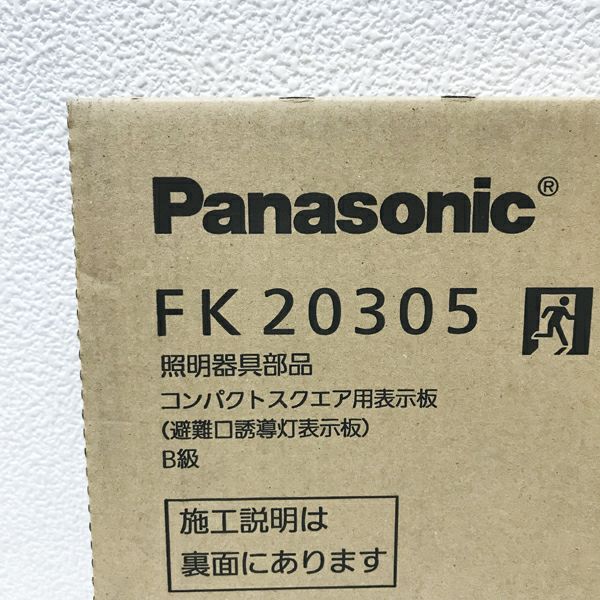 Panasonic®
FK20305
照明器具部品
コンパクトスクエア用表示板
(避難口誘導灯表示板)
B級
施工説明は
裏面にあります